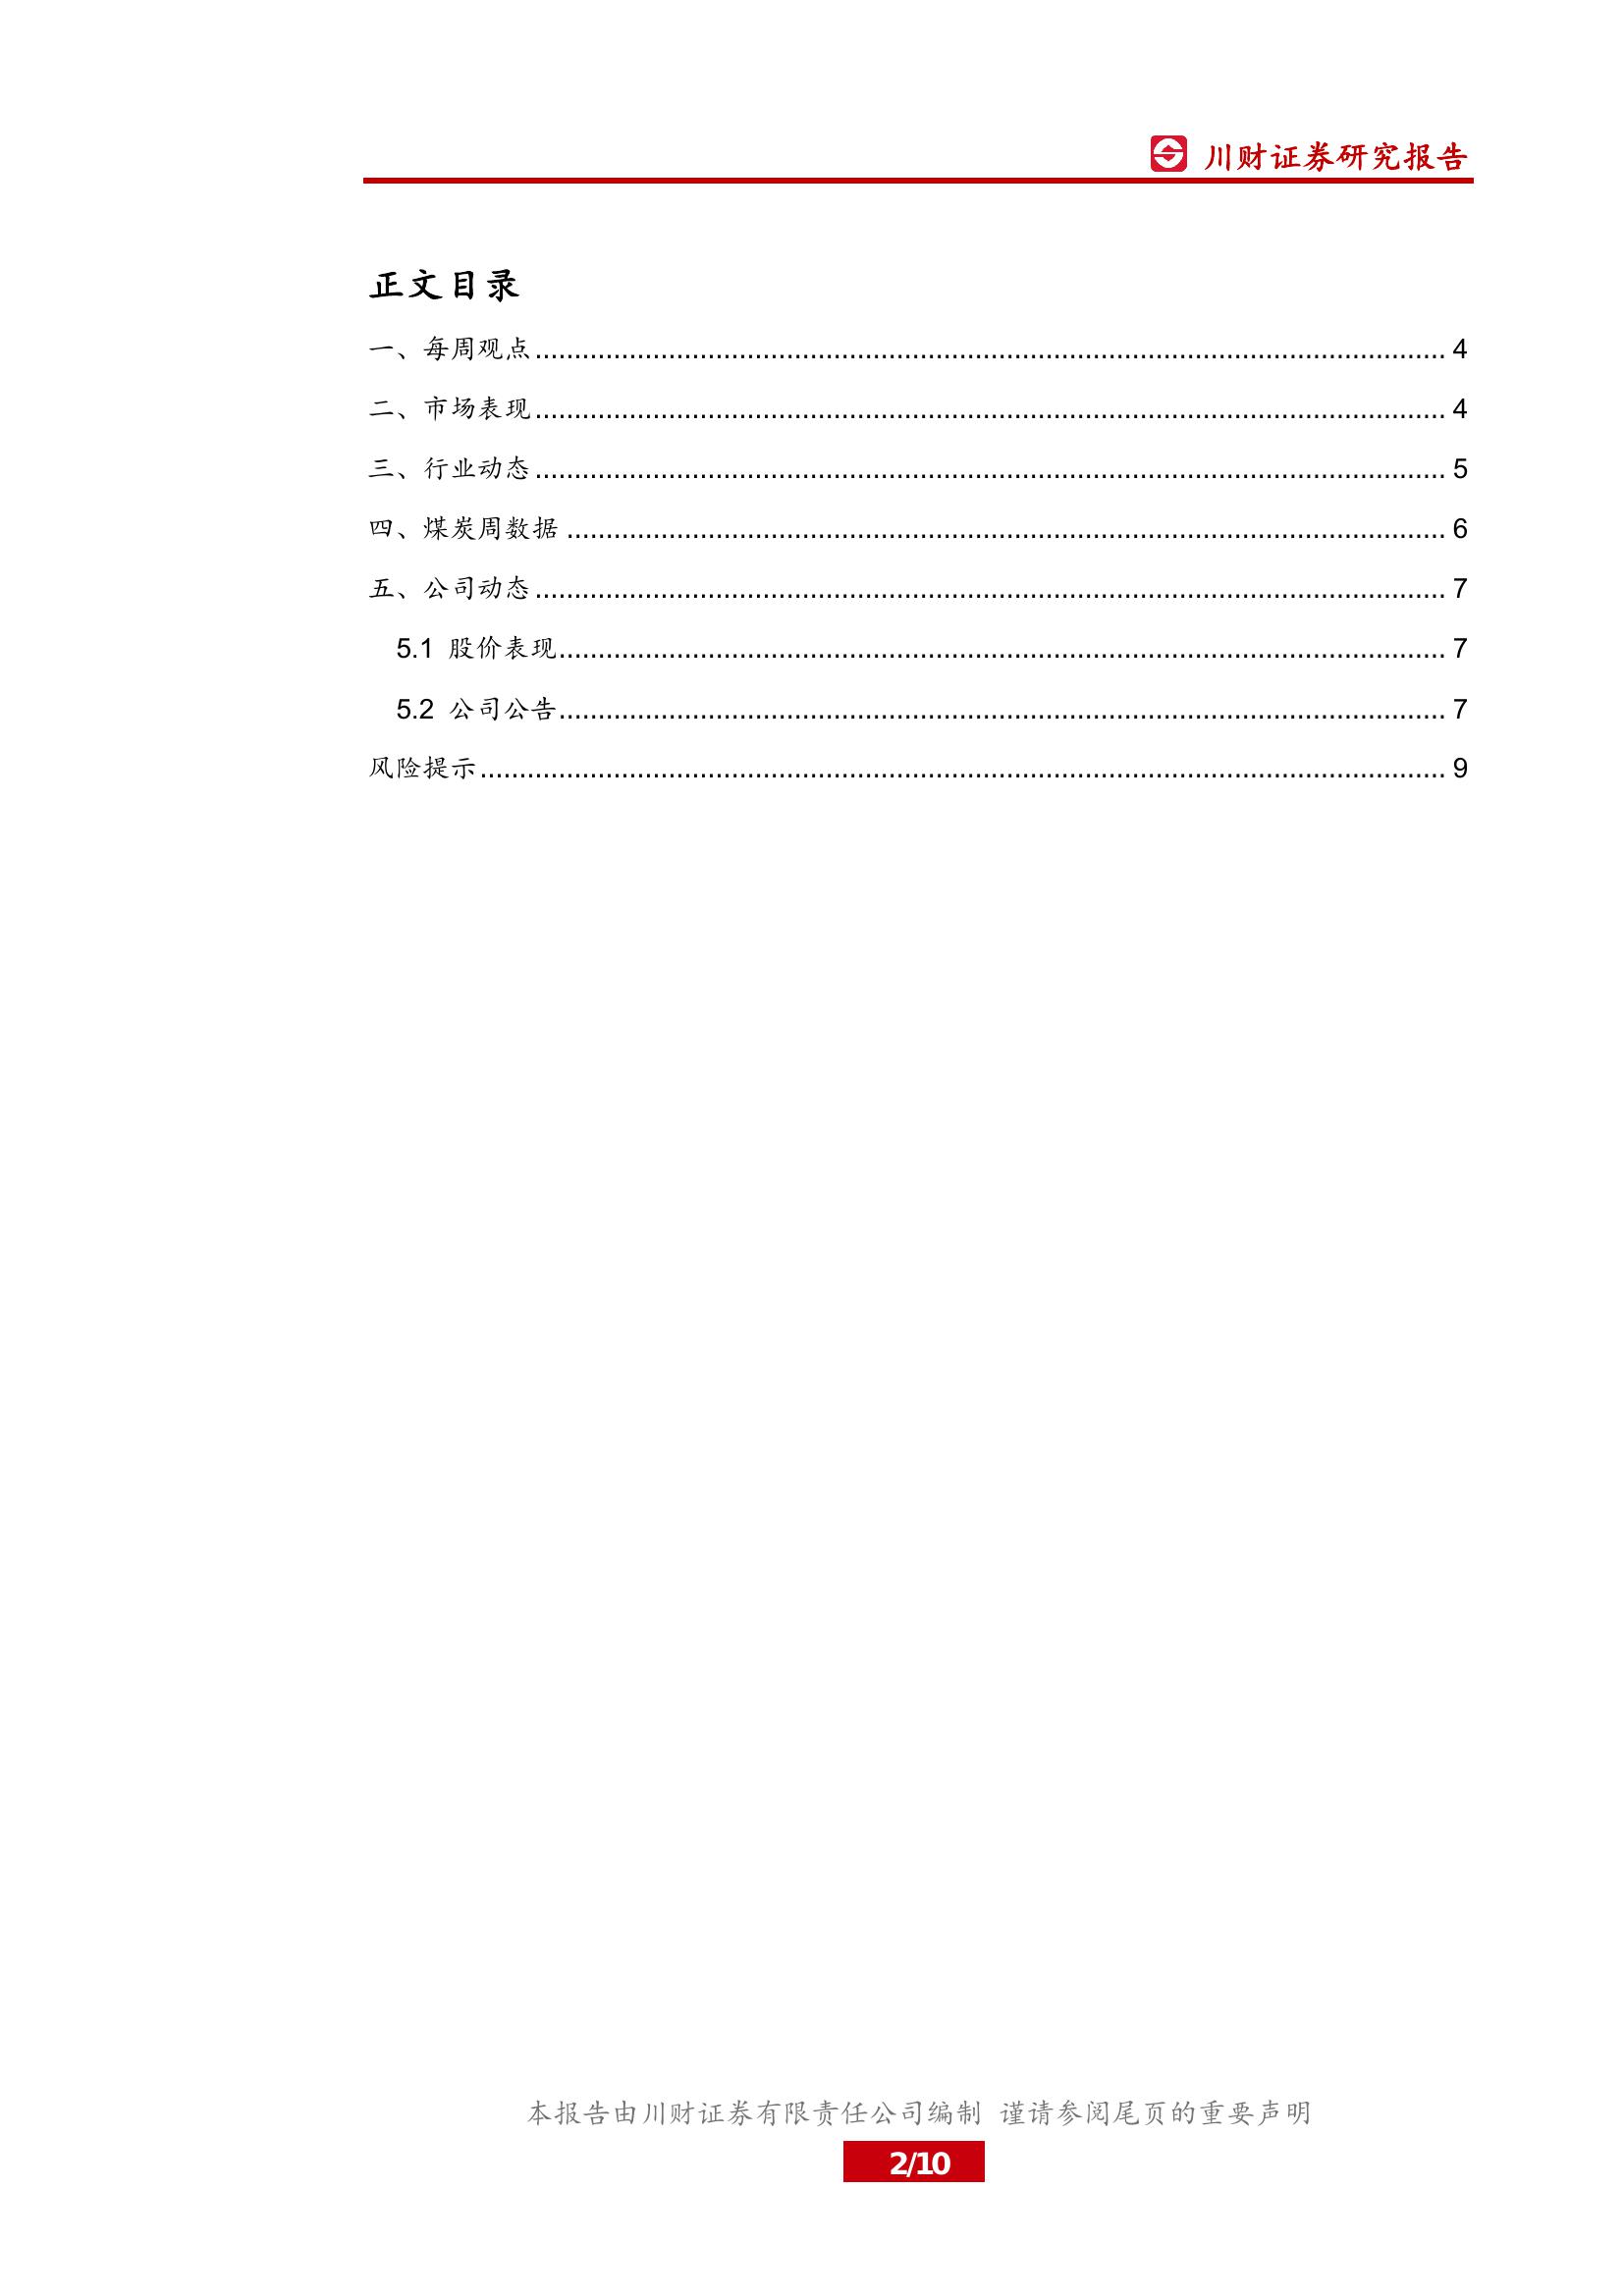 川财证券研究报告
正文目录
一、每周观点 4
二、市场表现 4
三、行业动态 5
四、煤炭周数据 6
五、公司动态 7
5.1 股价表现 7
5.2 公司公告 7
风险提示 9
本报告由川财证券有限责任公司编制 谨请参阅尾页的重要声明
2/10